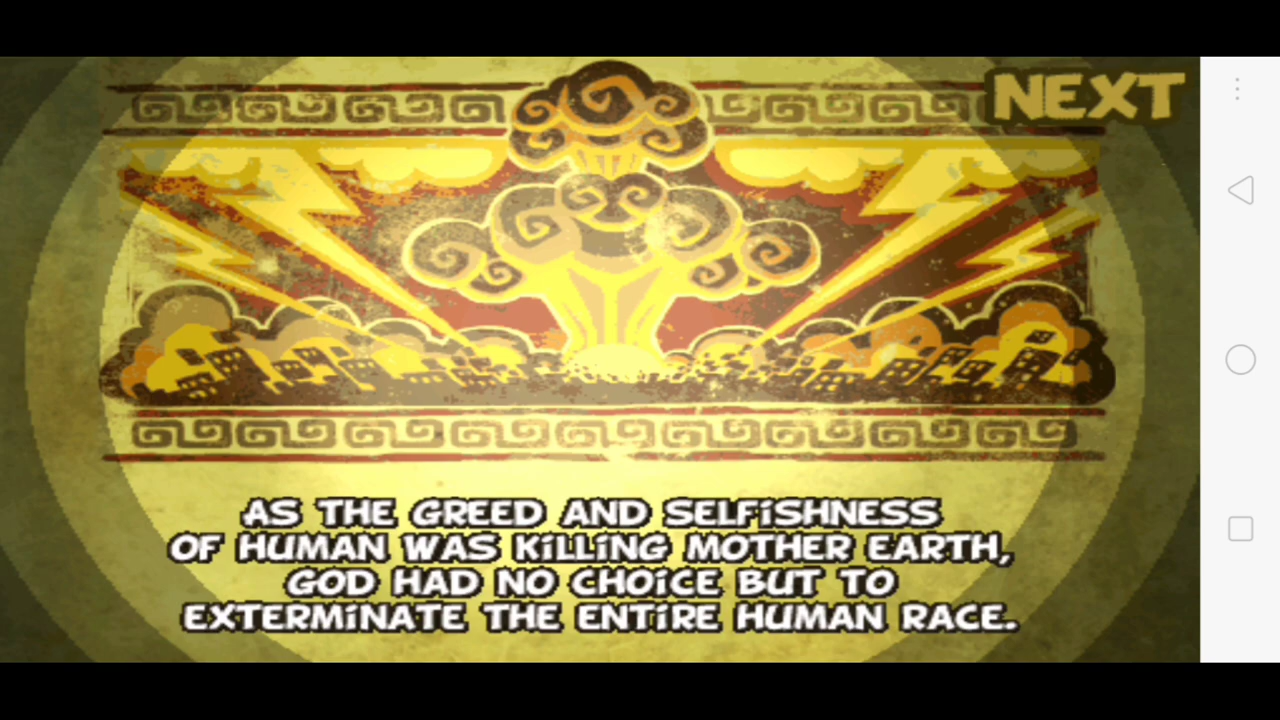 NEXT
AS THE GREED AND SELFiSHNESS
OF HUMAN WAS KiLLiNG MOTHER EARTH,
GOD HAD NO CHOiCE BUT TO
EXTERMiNATE THE ENTiRE HUMAN RACE.